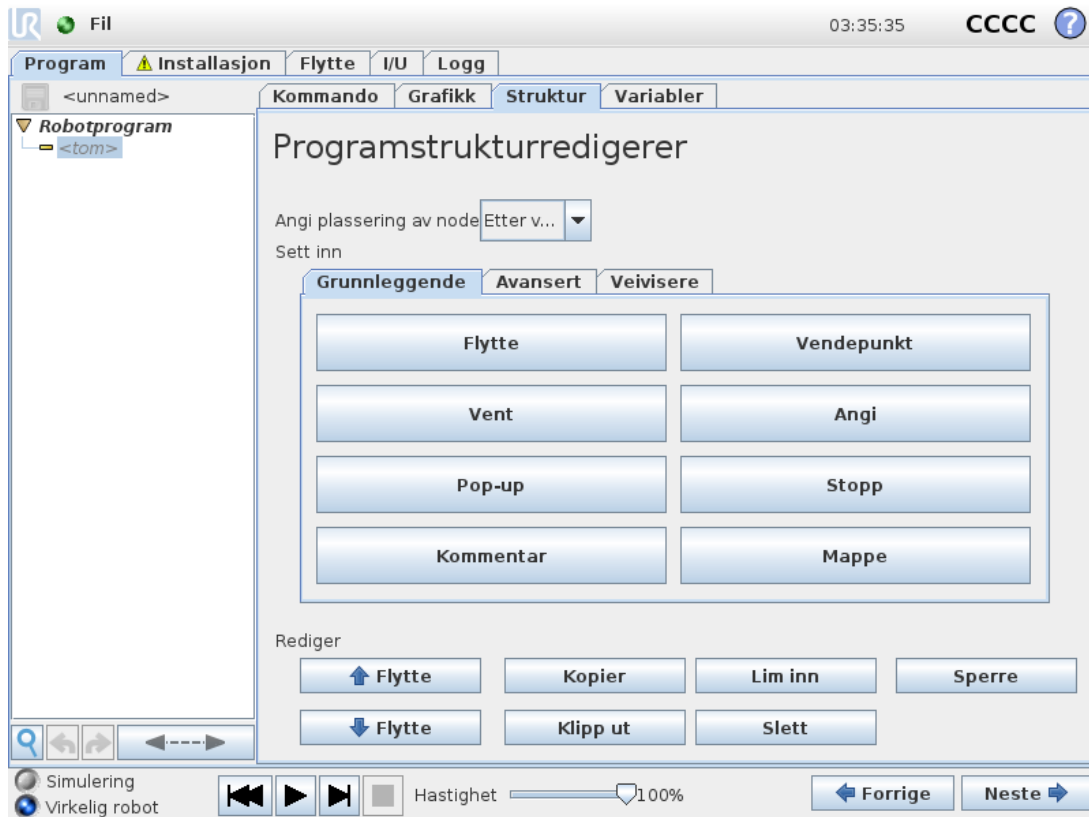 UR Fil 03:35:35 CCCC ?
Program Installasjon Flytte I/U Logg
<unnamed> Kommando Grafikk Struktur Variabler
Robotprogram
<tom>
Programstrukturredigerer
Angi plassering av node Etter v...
Sett inn
Grunnleggende Avansert Veivisere
Flytte Vendepunkt
Vent Angi
Pop-up Stopp
Kommentar Mappe
Rediger
Flytte Kopier Lim inn Sperre
Flytte Klipp ut Slett
Simulering
Virkelig robot
Hastighet 100% Forrige Neste